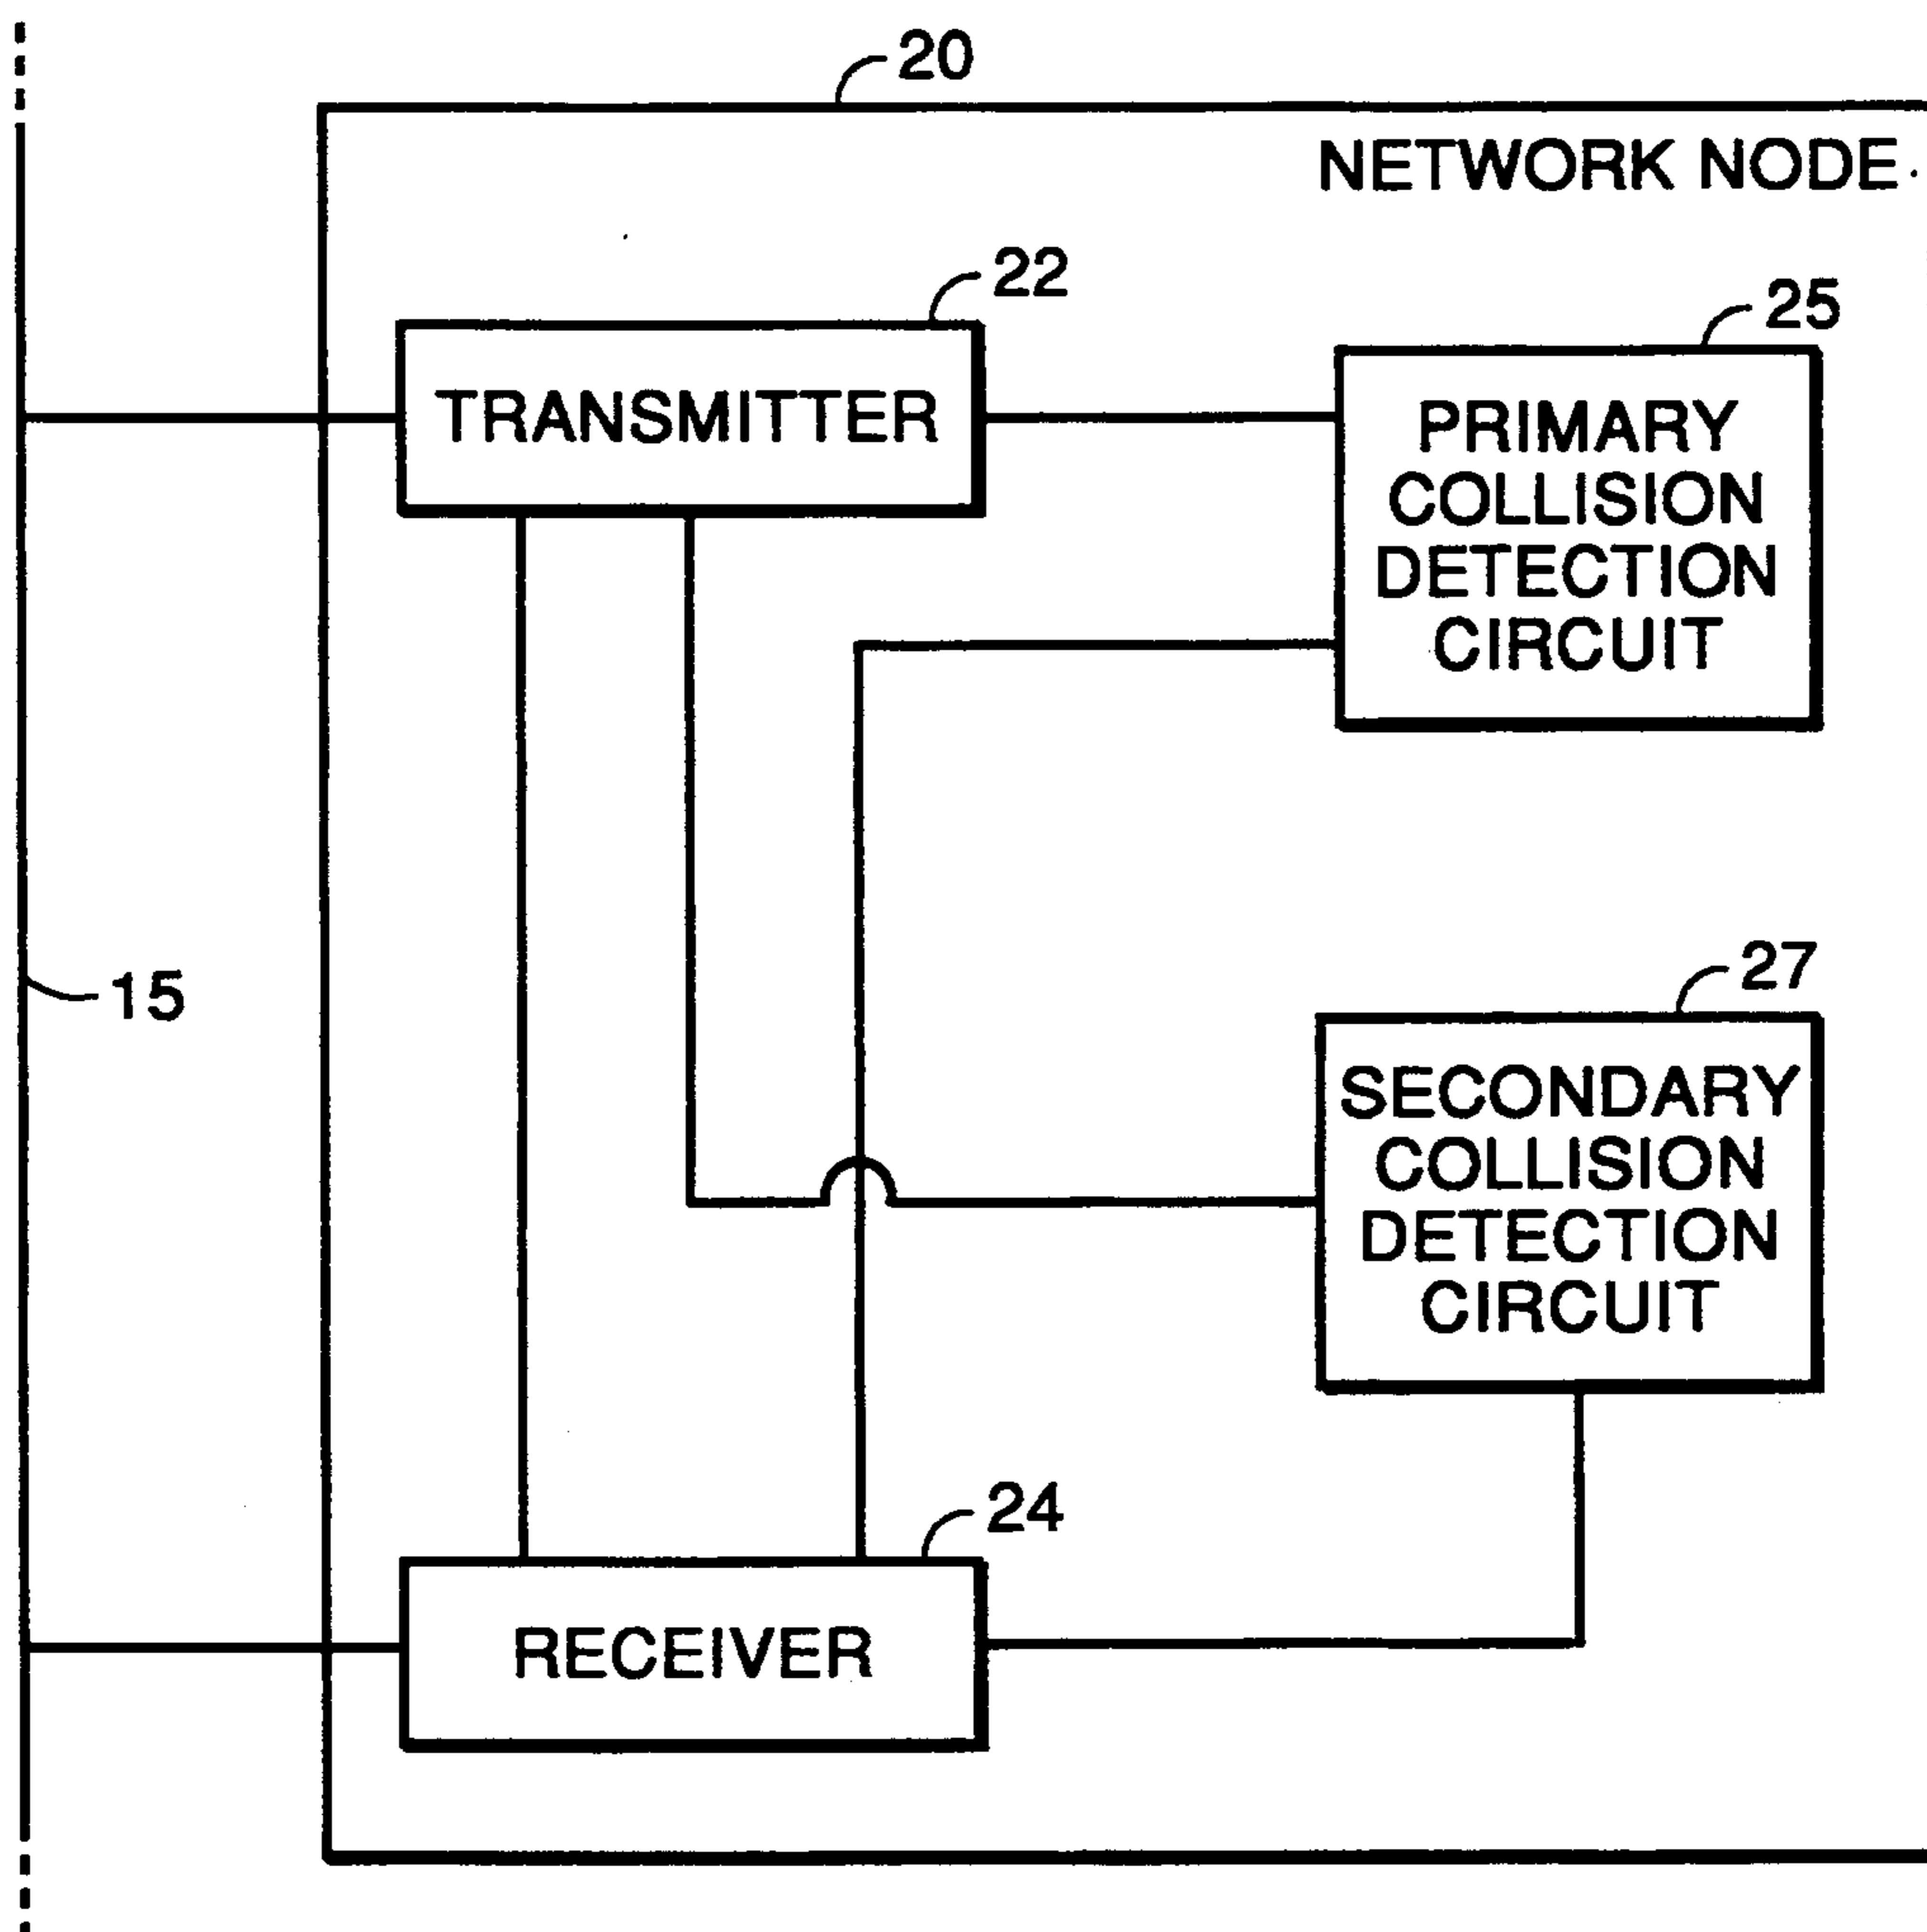 20
NETWORK NODE
22
25
TRANSMITTER
PRIMARY
COLLISION
DETECTION
CIRCUIT
15
27
SECONDARY
COLLISION
DETECTION
CIRCUIT
24
RECEIVER